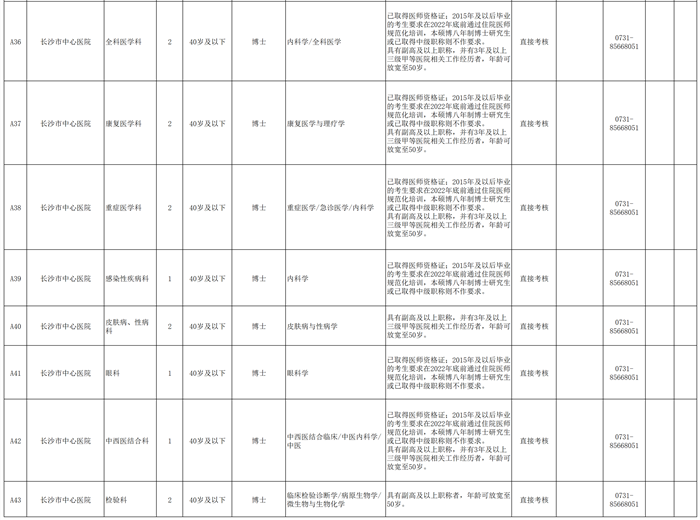 A36 长沙市中心医院 全科医学科 2 40岁及以下 博士 内科学/全科医学 已取得医师资格证；2015年及以后毕业
的考生要求在2022年底前通过住院医师
规范化培训，本硕博八年制博士研究生
或已取得中级职称则不作要求。
具有副高及以上职称，并有3年及以上
三级甲等医院相关工作经历者，年龄可
放宽至50岁。 直接考核 0731-
85668051
A37 长沙市中心医院 康复医学科 2 40岁及以下 博士 康复医学与理疗学 已取得医师资格证；2015年及以后毕业
的考生要求在2022年底前通过住院医师
规范化培训，本硕博八年制博士研究生
或已取得中级职称则不作要求。
具有副高及以上职称，并有3年及以上
三级甲等医院相关工作经历者，年龄可
放宽至50岁。 直接考核 0731-
85668051
A38 长沙市中心医院 重症医学科 2 40岁及以下 博士 重症医学/急诊医学/内科学 已取得医师资格证；2015年及以后毕业
的考生要求在2022年底前通过住院医师
规范化培训，本硕博八年制博士研究生
或已取得中级职称则不作要求。
具有副高及以上职称，并有3年及以上
三级甲等医院相关工作经历者，年龄可
放宽至50岁。 直接考核 0731-
85668051
A39 长沙市中心医院 感染性疾病科 1 40岁及以下 博士 内科学 已取得医师资格证；2015年及以后毕业
的考生要求在2022年底前通过住院医师
规范化培训，本硕博八年制博士研究生
或已取得中级职称则不作要求。 直接考核 0731-
85668051
A40 长沙市中心医院 皮肤病、性病
科 2 40岁及以下 博士 皮肤病与性病学 具有副高及以上职称，并有3年及以上
三级甲等医院相关工作经历者，年龄可
放宽至50岁。 直接考核 0731-
85668051
A41 长沙市中心医院 眼科 1 40岁及以下 博士 眼科学 已取得医师资格证；2015年及以后毕业
的考生要求在2022年底前通过住院医师
规范化培训，本硕博八年制博士研究生
或已取得中级职称则不作要求。 直接考核 0731-
85668051
A42 长沙市中心医院 中西医结合科 1 40岁及以下 博士 中西医结合临床/中医内科学/
中医 已取得医师资格证；2015年及以后毕业
的考生要求在2022年底前通过住院医师
规范化培训，本硕博八年制博士研究生
或已取得中级职称则不作要求。
具有副高及以上职称，并有3年及以上
三级甲等医院相关工作经历者，年龄可
放宽至50岁。 直接考核 0731-
85668051
A43 长沙市中心医院 检验科 2 40岁及以下 博士 临床检验诊断学/病原生物学/
微生物与生物化学 具有副高及以上职称者，年龄可放宽至
50岁。 直接考核 0731-
85668051